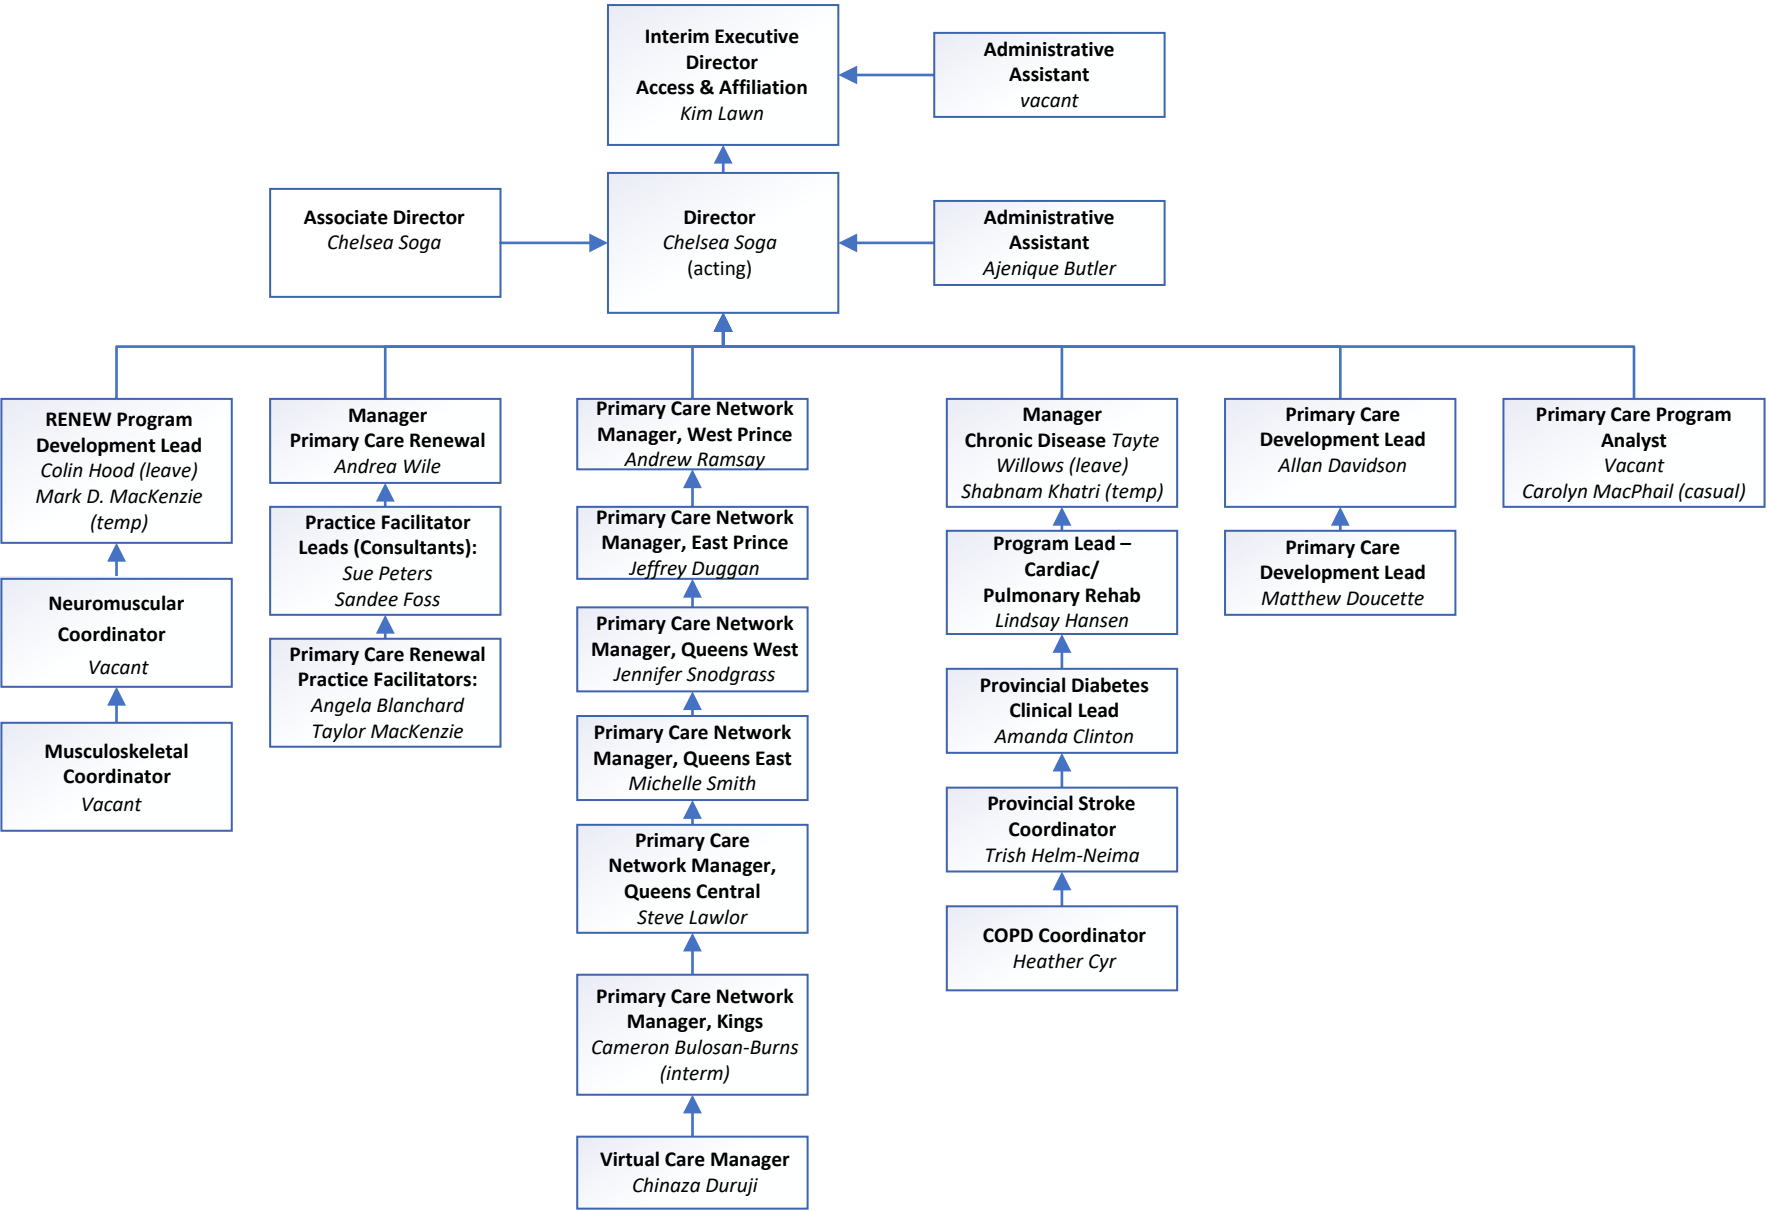 Interim Executive
Director
Access & Affiliation
Kim Lawn
Administrative
Assistant
vacant
Associate Director
Chelsea Soga
Director
Chelsea Soga
(acting)
Administrative
Assistant
Ajenique Butler
RENEW Program
Development Lead
Colin Hood (leave)
Mark D. MacKenzie
(temp)
Neuromuscular
Coordinator
Vacant
Musculoskeletal
Coordinator
Vacant
Manager
Primary Care Renewal
Andrea Wile
Practice Facilitator
Leads (Consultants):
Sue Peters
Sandee Foss
Primary Care Renewal
Practice Facilitators:
Angela Blanchard
Taylor MacKenzie
Primary Care Network
Manager, West Prince
Andrew Ramsay
Primary Care Network
Manager, East Prince
Jeffrey Duggan
Primary Care Network
Manager, Queens West
Jennifer Snodgrass
Primary Care Network
Manager, Queens East
Michelle Smith
Primary Care
Network Manager,
Queens Central
Steve Lawlor
Primary Care Network
Manager, Kings
Cameron Bulosan-Burns
(interm)
Virtual Care Manager
Chinaza Duruji
Manager
Chronic Disease Tayte
Willows (leave)
Shabnam Khatri (temp)
Program Lead –
Cardiac/
Pulmonary Rehab
Lindsay Hansen
Provincial Diabetes
Clinical Lead
Amanda Clinton
Provincial Stroke
Coordinator
Trish Helm-Neima
COPD Coordinator
Heather Cyr
Primary Care
Development Lead
Allan Davidson
Primary Care
Development Lead
Matthew Doucette
Primary Care Program
Analyst
Vacant
Carolyn MacPhail (casual)